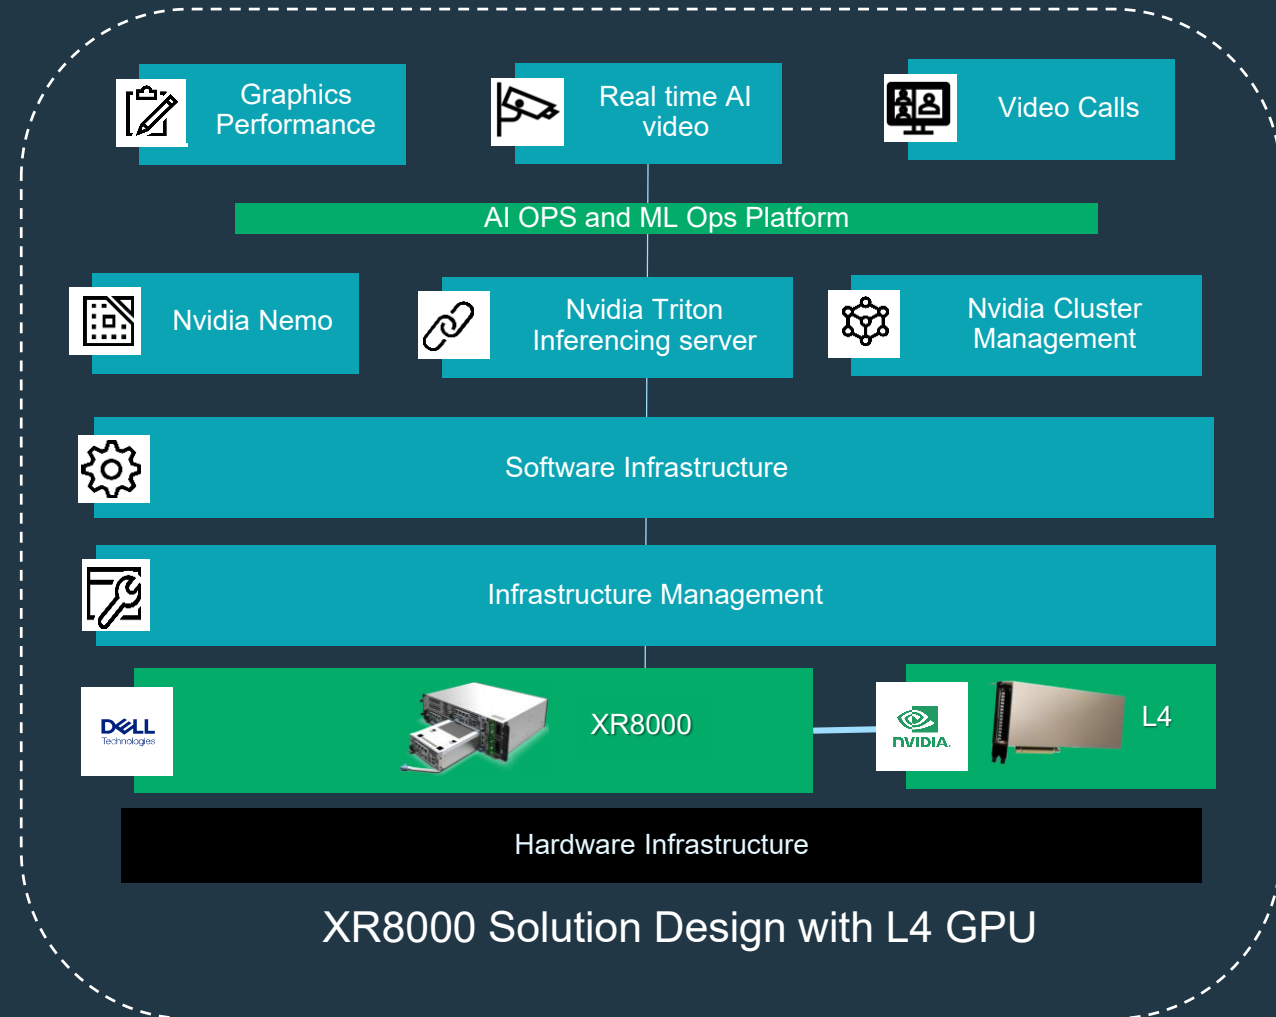 Graphics
Performance
Real time AI
video
Video Calls
AI OPS and ML Ops Platform
Nvidia Nemo
Nvidia Triton
Inferencing server
Nvidia Cluster
Management
Software Infrastructure
Infrastructure Management
DELL
Technologies
XR8000
NVIDIA.
L4
Hardware Infrastructure
XR8000 Solution Design with L4 GPU